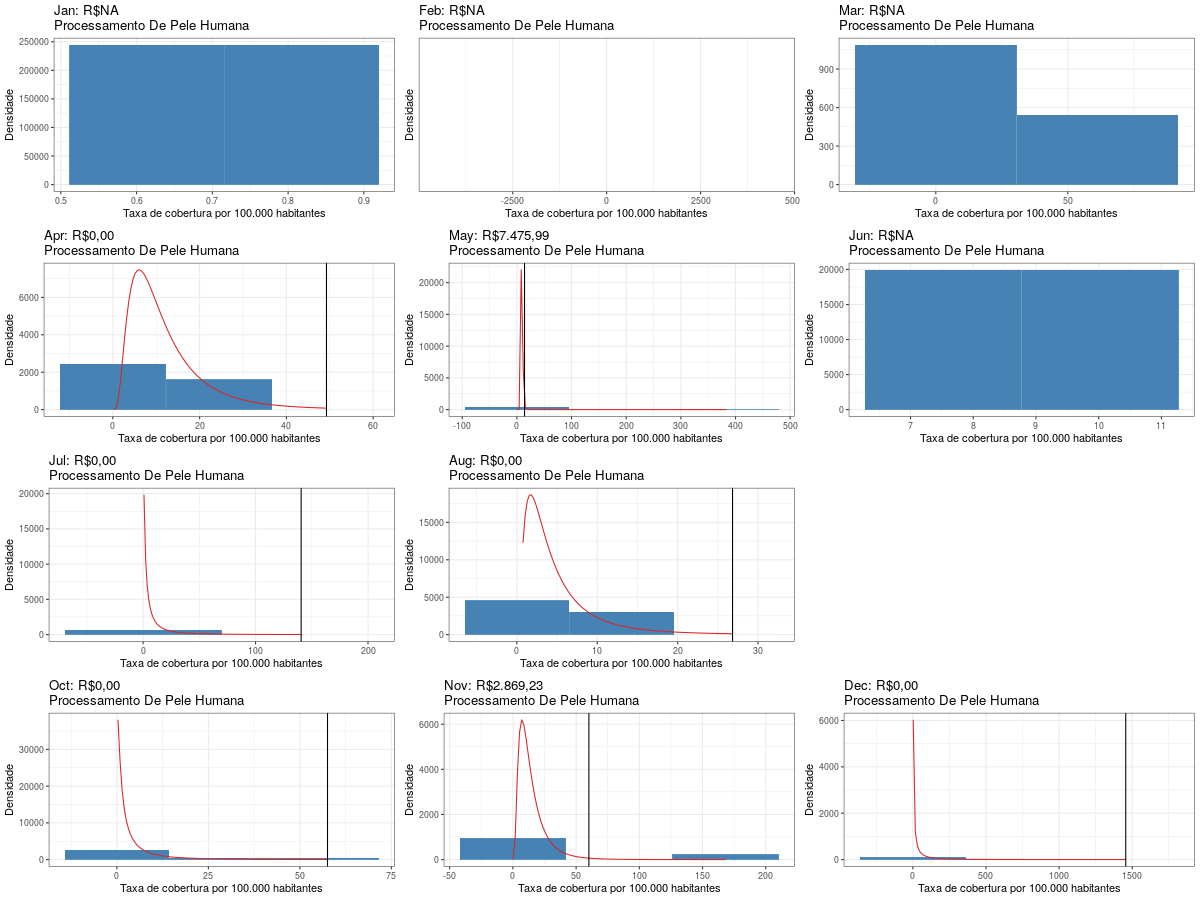 Jan: R$NA
Processamento De Pele Humana
Densidade
250000
200000
150000
100000
50000
0
0.5 0.6 0.7 0.8 0.9
Taxa de cobertura por 100.000 habitantes
Feb: R$NA
Processamento De Pele Humana
Densidade
-2500 0 2500 500
Taxa de cobertura por 100.000 habitantes
Mar: R$NA
Processamento De Pele Humana
Densidade
900
600
300
0
0 50
Taxa de cobertura por 100.000 habitantes
Apr: R$0,00
Processamento De Pele Humana
Densidade
6000
4000
2000
0
0 20 40 60
Taxa de cobertura por 100.000 habitantes
May: R$7.475,99
Processamento De Pele Humana
Densidade
20000
15000
10000
5000
0
-100 0 100 200 300 400 500
Taxa de cobertura por 100.000 habitantes
Jun: R$NA
Processamento De Pele Humana
Densidade
20000
15000
10000
5000
0
7 8 9 10 11
Taxa de cobertura por 100.000 habitantes
Jul: R$0,00
Processamento De Pele Humana
Densidade
20000
15000
10000
5000
0
0 100 200
Taxa de cobertura por 100.000 habitantes
Aug: R$0,00
Processamento De Pele Humana
Densidade
15000
10000
5000
0
0 10 20 30
Taxa de cobertura por 100.000 habitantes
Oct: R$0,00
Processamento De Pele Humana
Densidade
30000
20000
10000
0
0 25 50 75
Taxa de cobertura por 100.000 habitantes
Nov: R$2.869,23
Processamento De Pele Humana
Densidade
6000
4000
2000
0
-50 0 50 100 150 200
Taxa de cobertura por 100.000 habitantes
Dec: R$0,00
Processamento De Pele Humana
Densidade
6000
4000
2000
0
0 500 1000 1500
Taxa de cobertura por 100.000 habitantes